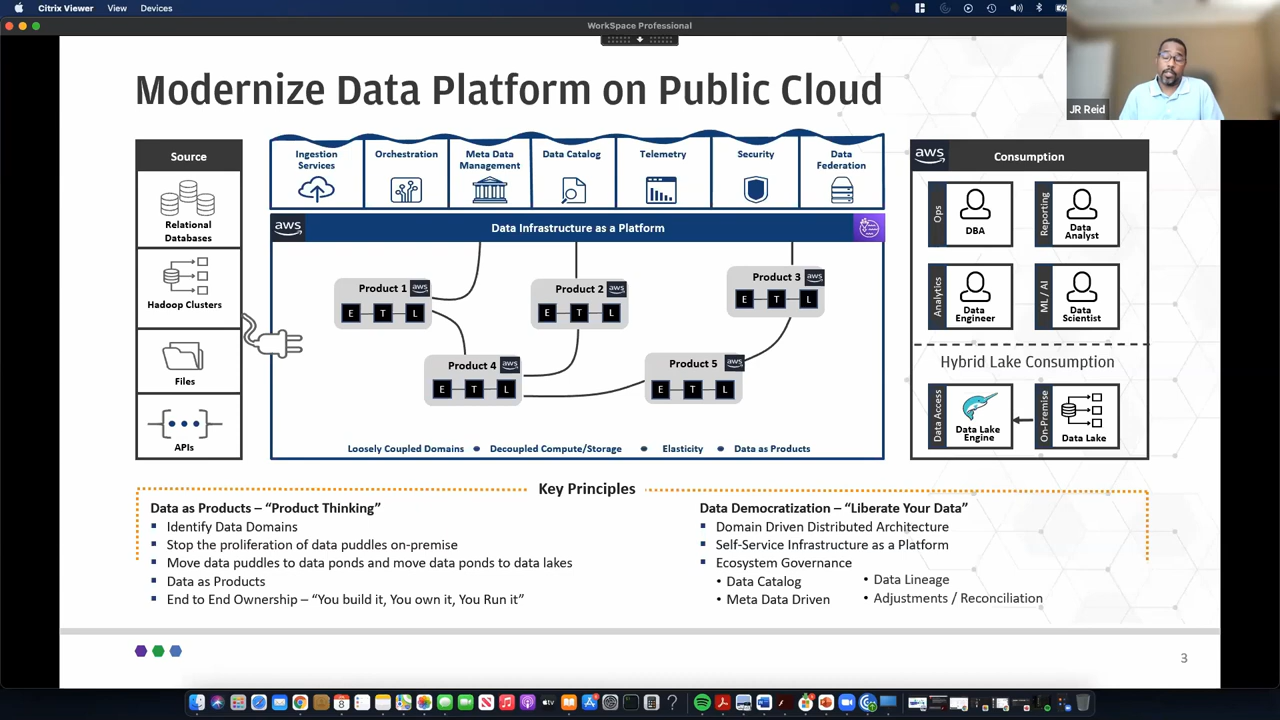 Citrix Viewer View Devices
WorkSpace Professional
JR Reid
Modernize Data Platform on Public Cloud
Source
Relational
Databases
Hadoop Clusters
Files
APIs
Ingestion
Services
Orchestration
Meta Data
Management
Data Catalog
Telemetry
Security
Data
Federation
aws
Data Infrastructure as a Platform
Product 1 aws
E T L
Product 2 aws
E T L
Product 3 aws
E T L
Product 4 aws
E T L
Product 5 aws
E T L
Loosely Coupled Domains • Decoupled Compute/Storage • Elasticity • Data as Products
aws
Consumption
Ops
DBA
Reporting
Data
Analyst
Analytics
Data
Engineer
ML / AI
Data
Scientist
Hybrid Lake Consumption
Data Access
Data Lake
Engine
On-Premise
Data Lake
Key Principles
Data as Products – “Product Thinking”
▪ Identify Data Domains
▪ Stop the proliferation of data puddles on-premise
▪ Move data puddles to data ponds and move data ponds to data lakes
▪ Data as Products
▪ End to End Ownership – “You build it, You own it, You Run it”
Data Democratization – “Liberate Your Data”
▪ Domain Driven Distributed Architecture
▪ Self-Service Infrastructure as a Platform
▪ Ecosystem Governance
• Data Catalog
• Meta Data Driven
• Data Lineage
• Adjustments / Reconciliation
3